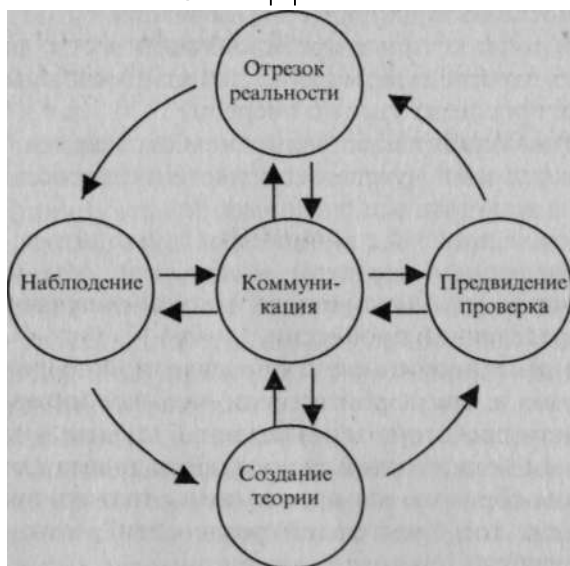 Отрезок
реальности
Наблюдение
Коммуни-
кация
Предвидение
проверка
Создание
теории